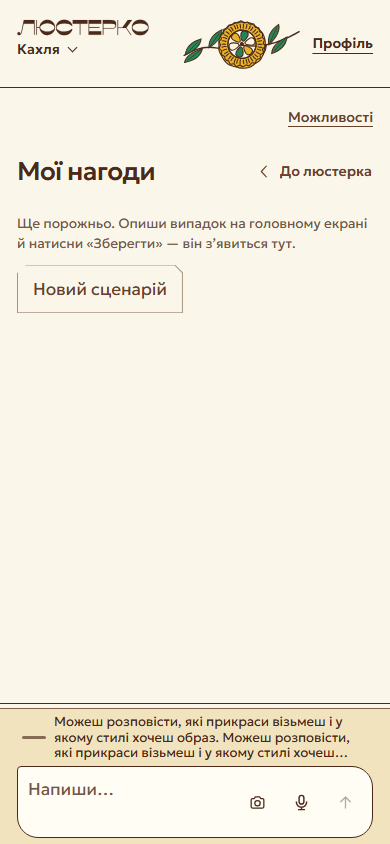 ЛЮСТЕРКО
Кахля
Профіль
Можливості
Мої нагоди
До люстерка
Ще порожньо. Опиши випадок на головному екрані
й натисни «Зберегти» — він з’явиться тут.
Новий сценарій
Можеш розповісти, які прикраси візьмеш і у
якому стилі хочеш образ. Можеш розповісти,
які прикраси візьмеш і у якому стилі хочеш...
Напиши...